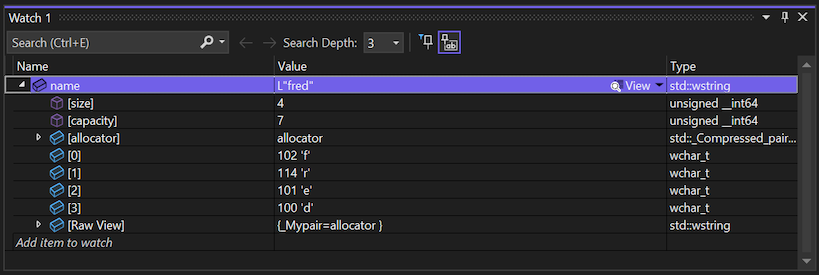 Watch 1
Search (Ctrl+E) Search Depth: 3
Name Value Type
name L"fred" View std::wstring
[size] 4 unsigned __int64
[capacity] 7 unsigned __int64
[allocator] allocator std::_Compressed_pair...
[0] 102 'f' wchar_t
[1] 114 'r' wchar_t
[2] 101 'e' wchar_t
[3] 100 'd' wchar_t
[Raw View] {_Mypair=allocator } std::wstring
Add item to watch